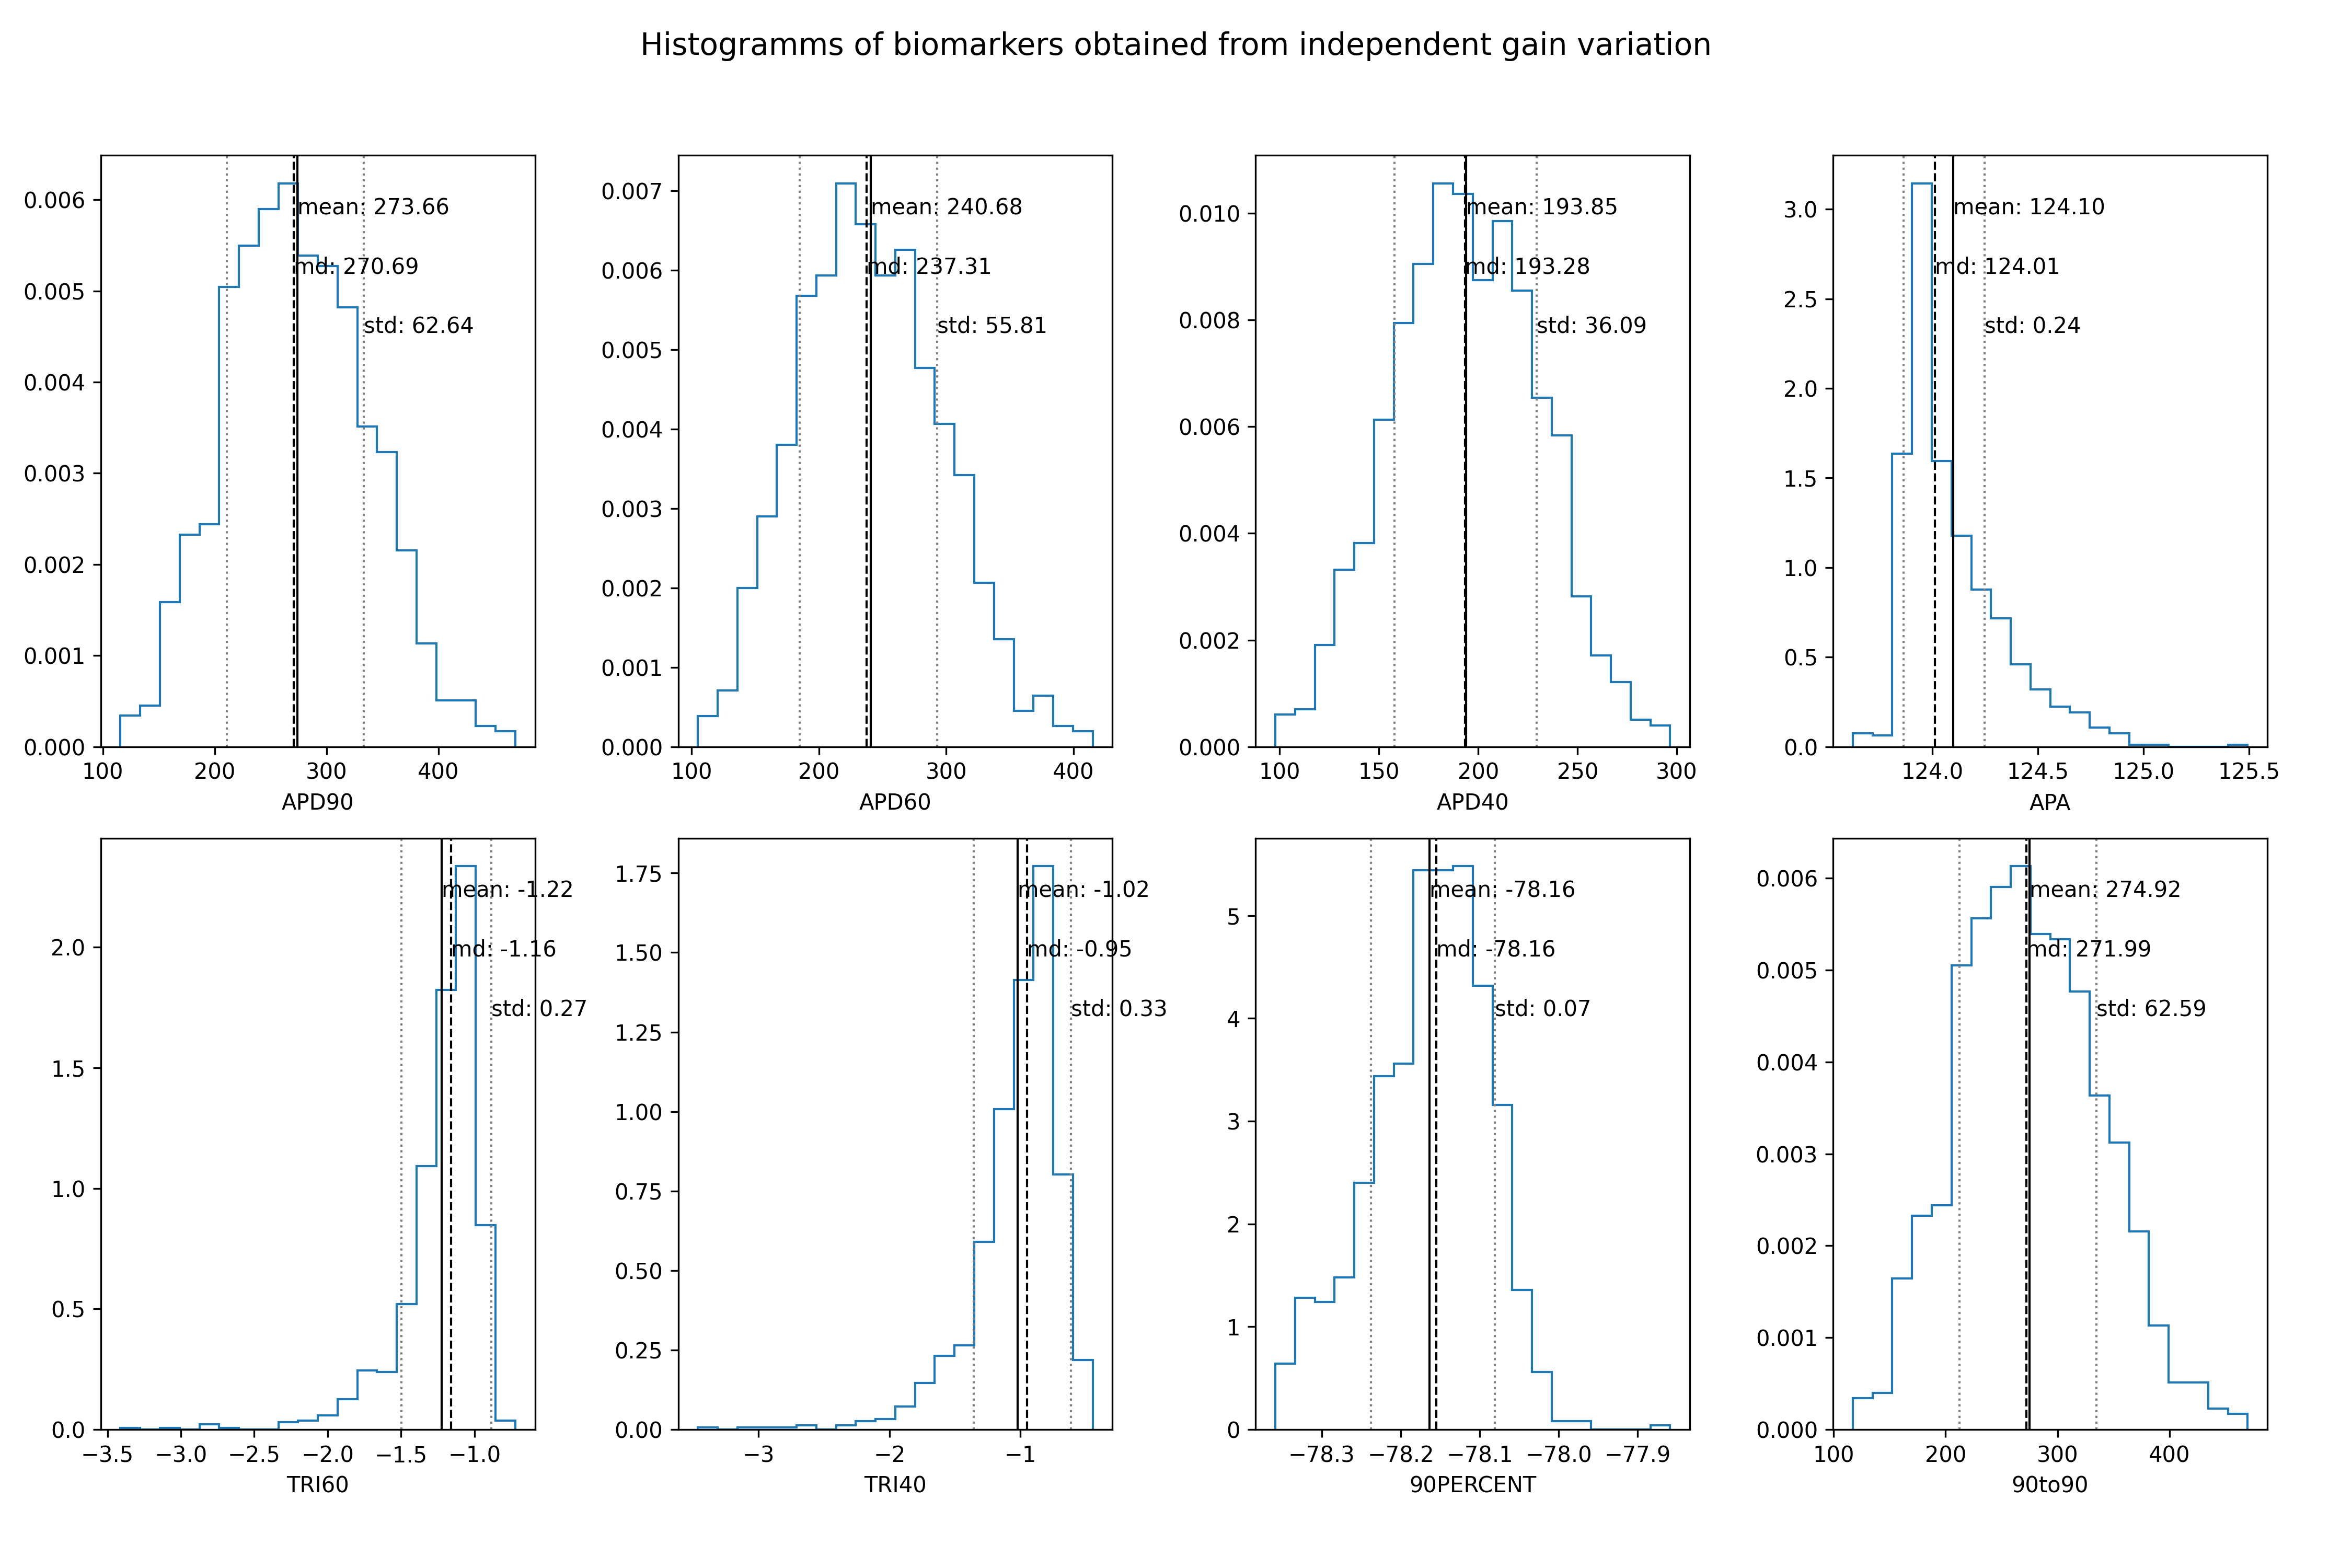 Histogramms of biomarkers obtained from independent gain variation
0.006
0.005
0.004
0.003
0.002
0.001
0.000
mean: 273.66
md: 270.69
std: 62.64
100 200 300 400
APD90
0.007
0.006
0.005
0.004
0.003
0.002
0.001
0.000
mean: 240.68
md: 237.31
std: 55.81
100 200 300 400
APD60
0.010
0.008
0.006
0.004
0.002
0.000
mean: 193.85
md: 193.28
std: 36.09
100 150 200 250 300
APD40
3.0
2.5
2.0
1.5
1.0
0.5
0.0
mean: 124.10
md: 124.01
std: 0.24
124.0 124.5 125.0 125.5
APA
2.0
1.5
1.0
0.5
0.0
mean: -1.22
md: -1.16
std: 0.27
−3.5 −3.0 −2.5 −2.0 −1.5 −1.0
TRI60
1.75
1.50
1.25
1.00
0.75
0.50
0.25
0.00
mean: -1.02
md: -0.95
std: 0.33
−3 −2 −1
TRI40
5
4
3
2
1
0
mean: -78.16
md: -78.16
std: 0.07
−78.3 −78.2 −78.1 −78.0 −77.9
90PERCENT
0.006
0.005
0.004
0.003
0.002
0.001
0.000
mean: 274.92
md: 271.99
std: 62.59
100 200 300 400
90to90